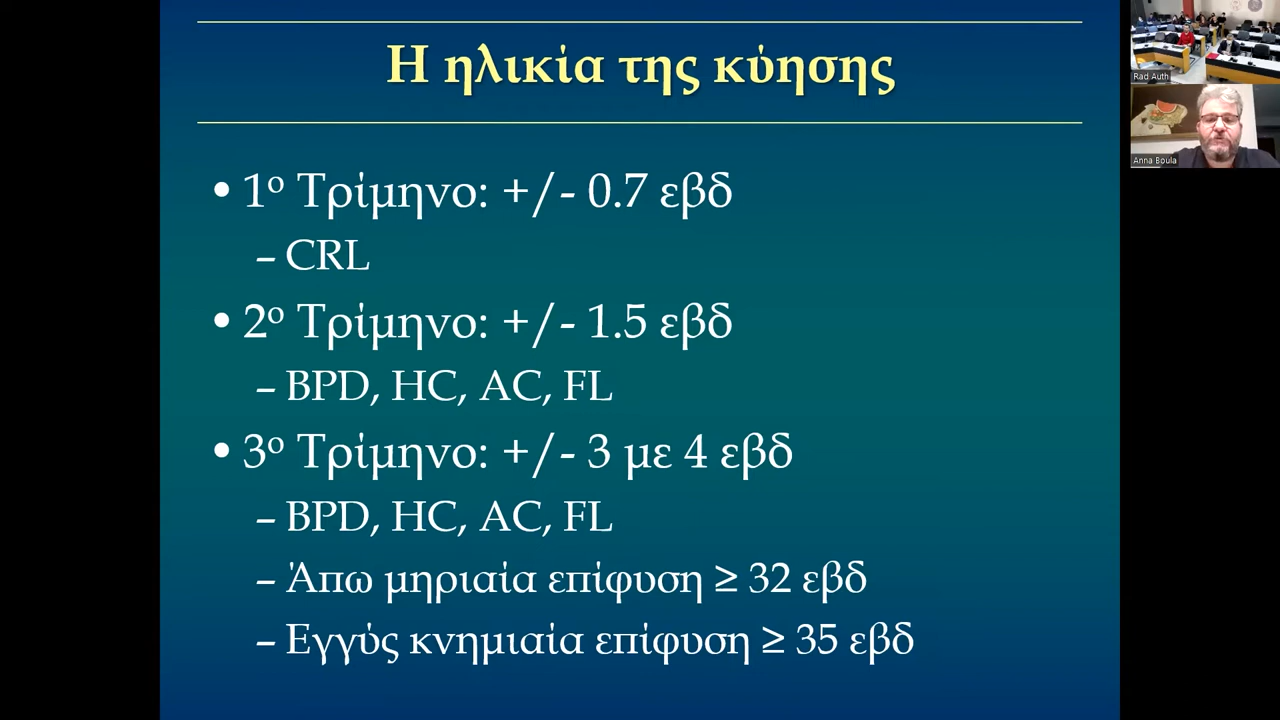 Η ηλικία της κύησης
• 1ο Τρίμηνο: +/- 0.7 εβδ
– CRL
• 2ο Τρίμηνο: +/- 1.5 εβδ
– BPD, HC, AC, FL
• 3ο Τρίμηνο: +/- 3 με 4 εβδ
– BPD, HC, AC, FL
– Άπω μηριαία επίφυση ≥ 32 εβδ
– Εγγύς κνημιαία επίφυση ≥ 35 εβδ
Rad Auth
Anna Boula